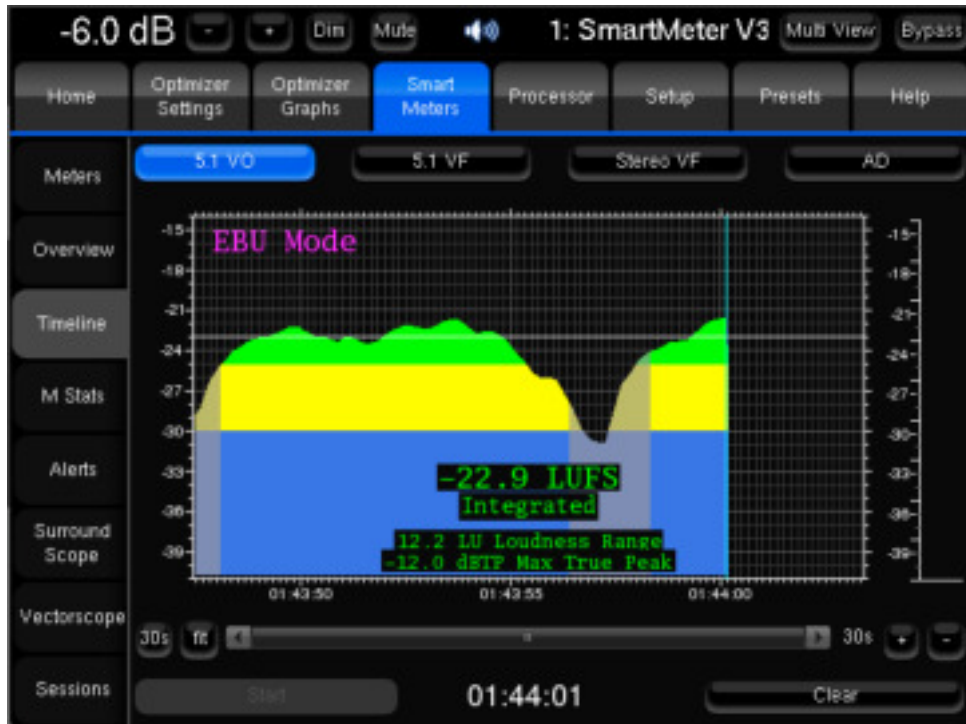 -6.0 dB - + Dim Mute 1: SmartMeter V3 Multi View Bypass
Home Optimizer Settings Optimizer Graphs Smart Meters Processor Setup Presets Help
Meters
Overview
Timeline
M Stats
Alerts
Surround
Scope
Vectorscope
Sessions
5.1 VO 5.1 VF Stereo VF AD
EBU Mode
-15
-18
-21
-24
-27
-30
-33
-36
-39
-22.9 LUFS
Integrated
12.2 LU Loudness Range
-12.0 dBTP Max True Peak
-15
-18
-21
-24
-27
-30
-33
-36
-39
01:43:50 01:43:55 01:44:00
30s fit 30s + -
Start 01:44:01 Clear